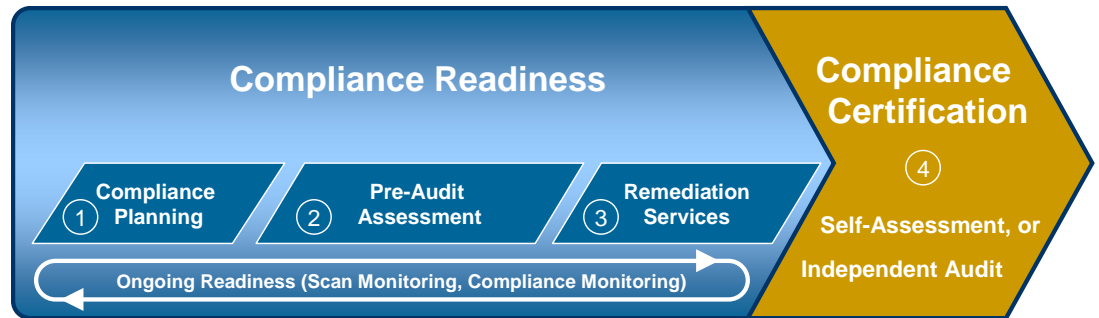 Compliance Readiness
Compliance
Certification
4
Self-Assessment, or
Independent Audit
1
Compliance
Planning
2
Pre-Audit
Assessment
3
Remediation
Services
Ongoing Readiness (Scan Monitoring, Compliance Monitoring)